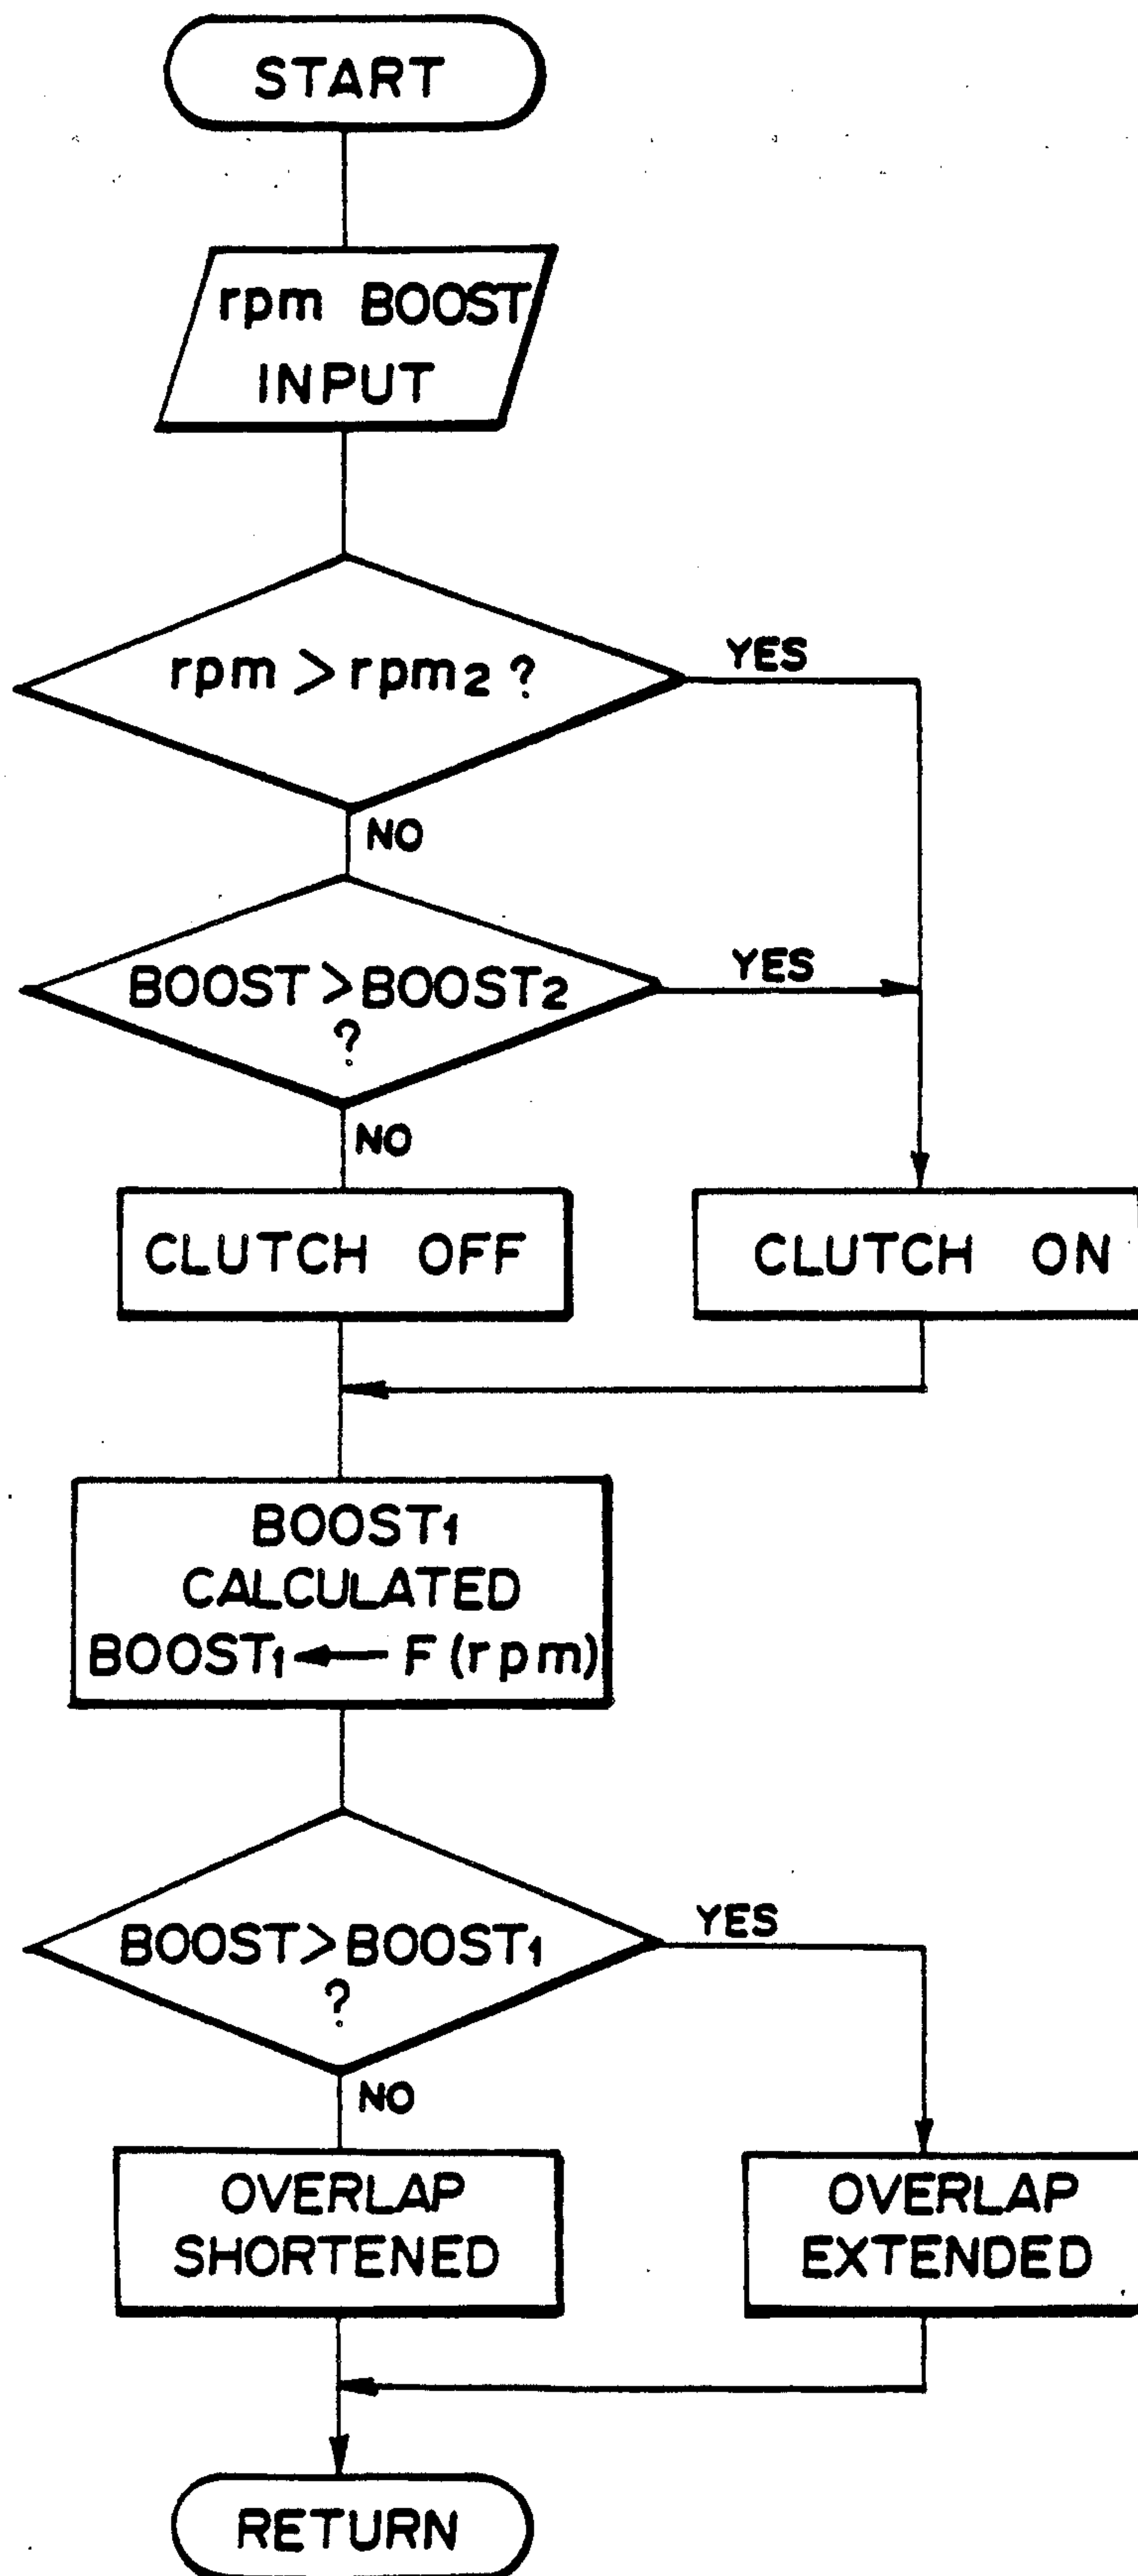 START
rpm BOOST
INPUT
rpm > rpm₂ ?
YES
NO
BOOST > BOOST₂
?
YES
NO
CLUTCH OFF
CLUTCH ON
BOOST₁
CALCULATED
BOOST₁ ← F(rpm)
BOOST > BOOST₁
?
YES
NO
OVERLAP
SHORTENED
OVERLAP
EXTENDED
RETURN